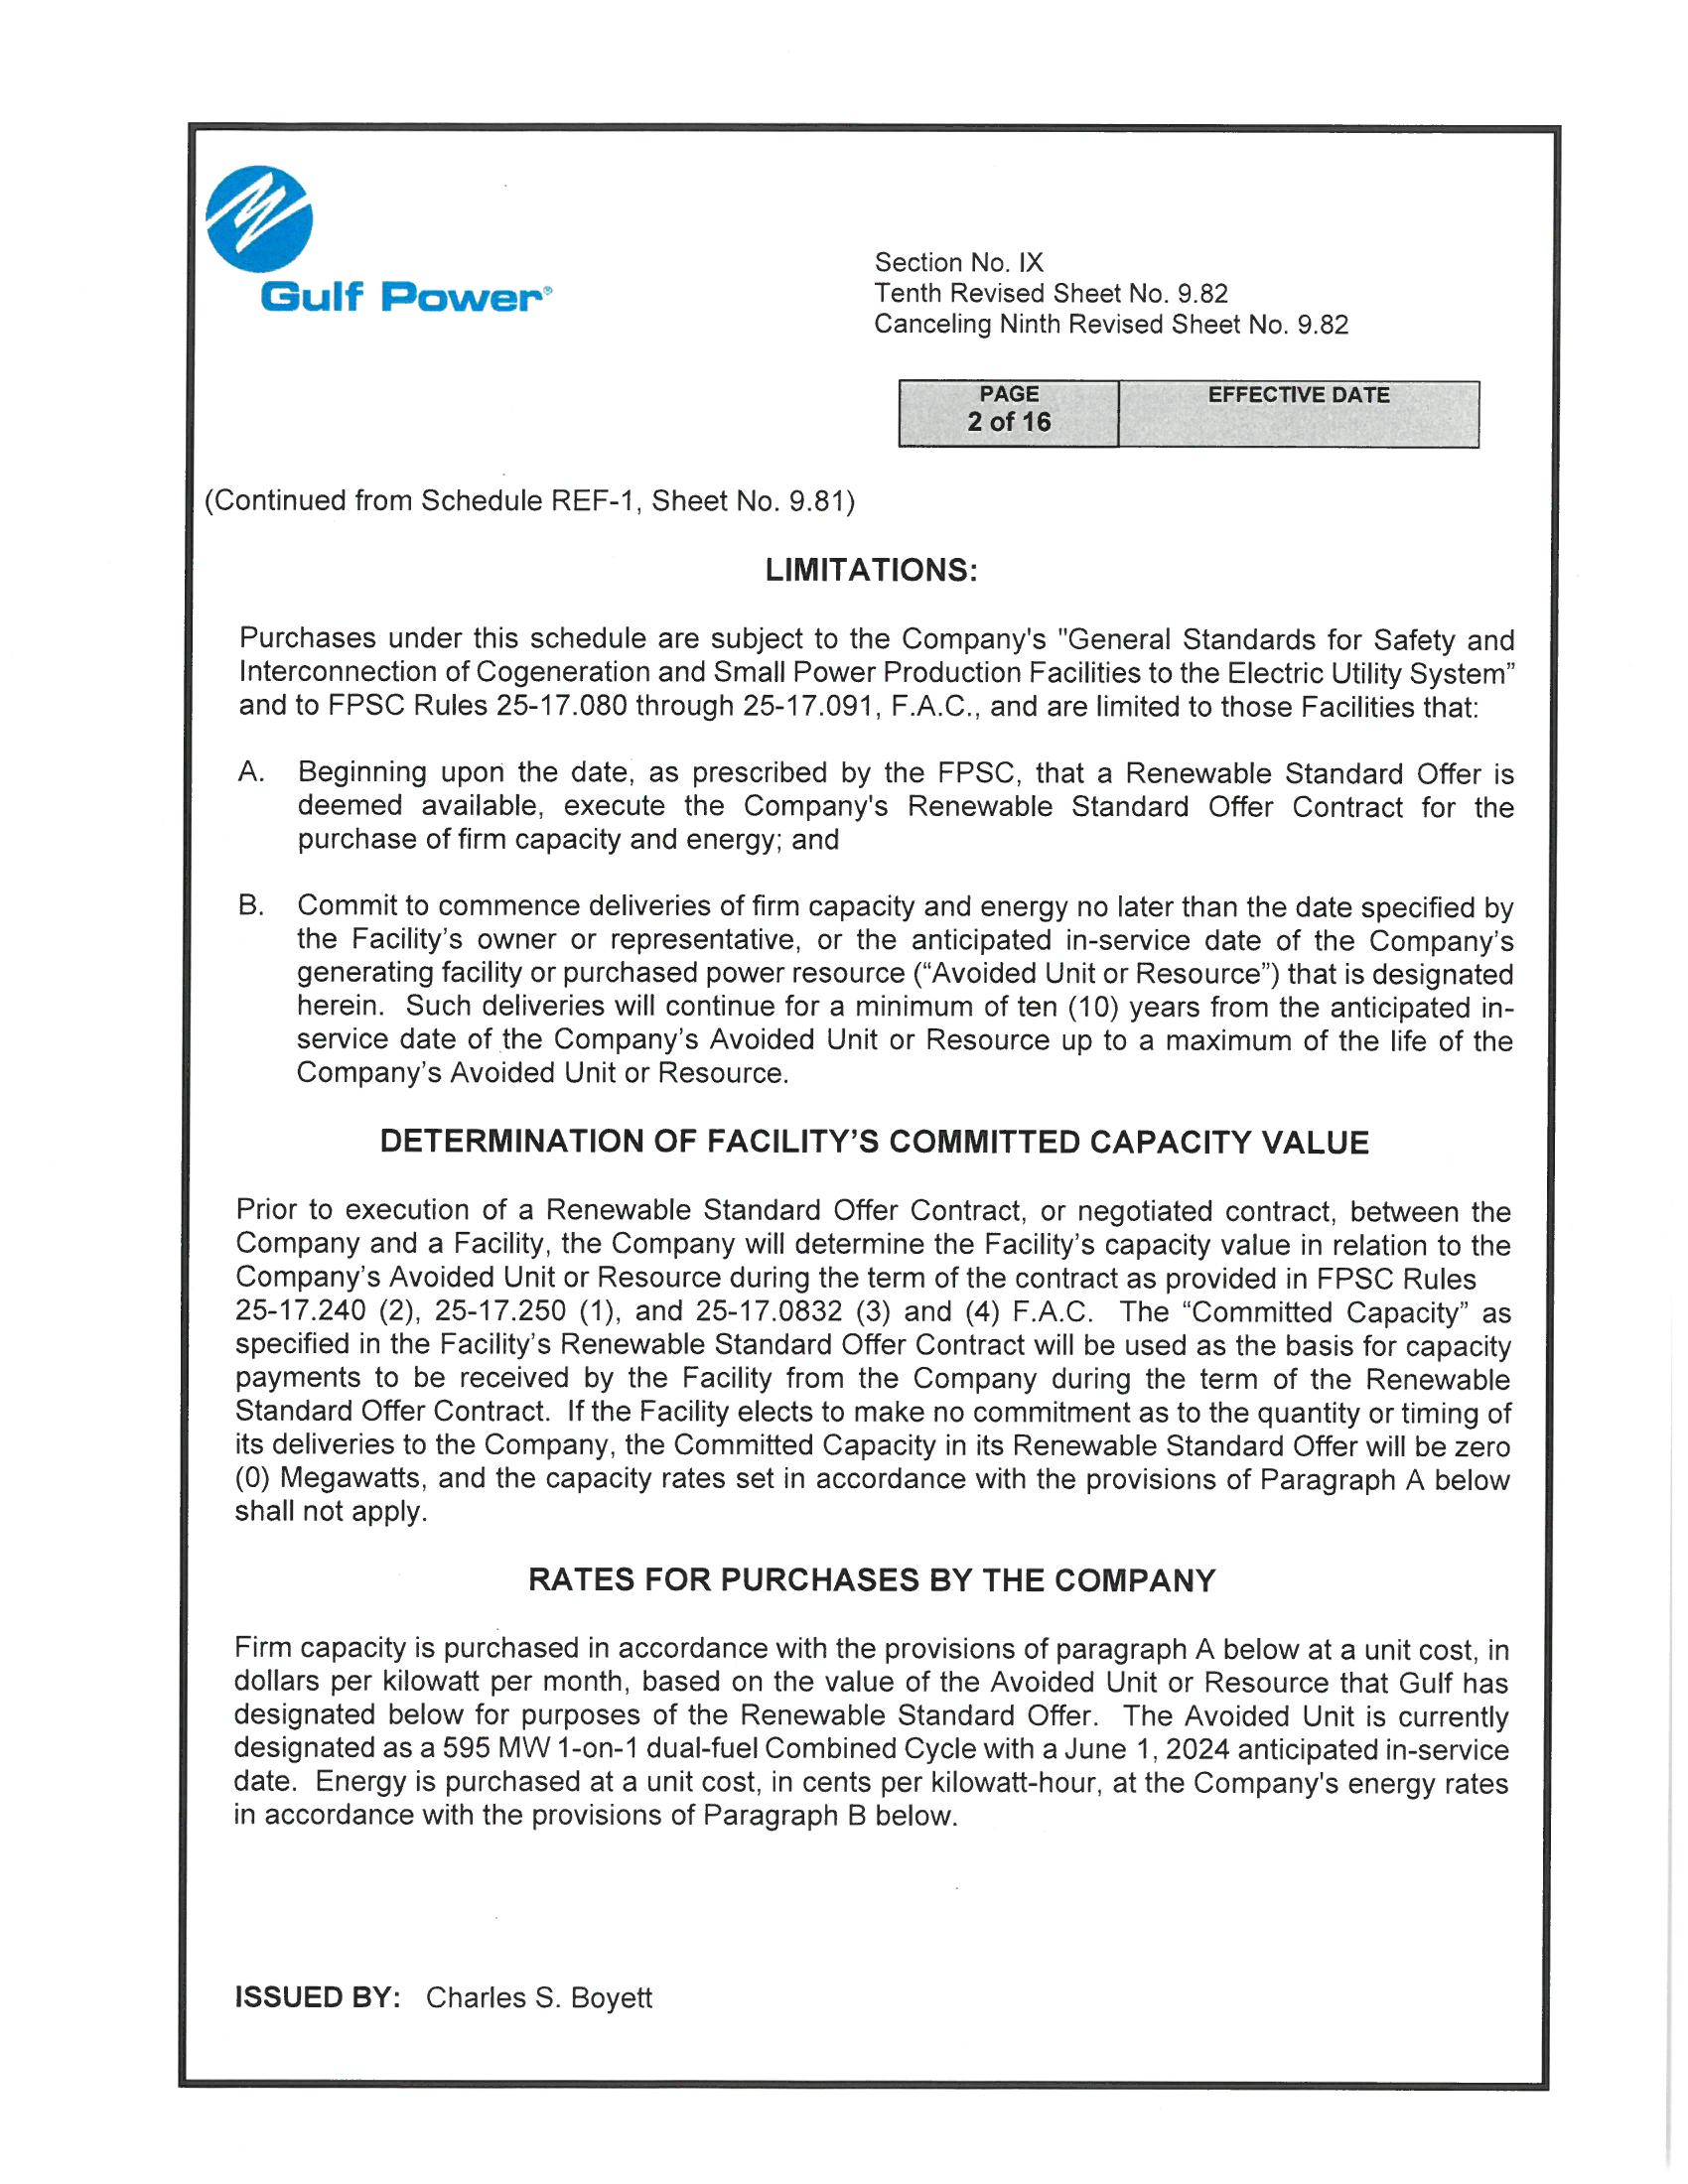 Gulf Power®
Section No. IX
Tenth Revised Sheet No. 9.82
Canceling Ninth Revised Sheet No. 9.82
PAGE
2 of 16
EFFECTIVE DATE
(Continued from Schedule REF-1, Sheet No. 9.81)
LIMITATIONS:
Purchases under this schedule are subject to the Company's "General Standards for Safety and
Interconnection of Cogeneration and Small Power Production Facilities to the Electric Utility System”
and to FPSC Rules 25-17.080 through 25-17.091, F.A.C., and are limited to those Facilities that:
A. Beginning upon the date, as prescribed by the FPSC, that a Renewable Standard Offer is
deemed available, execute the Company's Renewable Standard Offer Contract for the
purchase of firm capacity and energy; and
B. Commit to commence deliveries of firm capacity and energy no later than the date specified by
the Facility’s owner or representative, or the anticipated in-service date of the Company’s
generating facility or purchased power resource (“Avoided Unit or Resource”) that is designated
herein. Such deliveries will continue for a minimum of ten (10) years from the anticipated in-
service date of the Company’s Avoided Unit or Resource up to a maximum of the life of the
Company’s Avoided Unit or Resource.
DETERMINATION OF FACILITY’S COMMITTED CAPACITY VALUE
Prior to execution of a Renewable Standard Offer Contract, or negotiated contract, between the
Company and a Facility, the Company will determine the Facility’s capacity value in relation to the
Company’s Avoided Unit or Resource during the term of the contract as provided in FPSC Rules
25-17.240 (2), 25-17.250 (1), and 25-17.0832 (3) and (4) F.A.C. The “Committed Capacity” as
specified in the Facility’s Renewable Standard Offer Contract will be used as the basis for capacity
payments to be received by the Facility from the Company during the term of the Renewable
Standard Offer Contract. If the Facility elects to make no commitment as to the quantity or timing of
its deliveries to the Company, the Committed Capacity in its Renewable Standard Offer will be zero
(0) Megawatts, and the capacity rates set in accordance with the provisions of Paragraph A below
shall not apply.
RATES FOR PURCHASES BY THE COMPANY
Firm capacity is purchased in accordance with the provisions of paragraph A below at a unit cost, in
dollars per kilowatt per month, based on the value of the Avoided Unit or Resource that Gulf has
designated below for purposes of the Renewable Standard Offer. The Avoided Unit is currently
designated as a 595 MW 1-on-1 dual-fuel Combined Cycle with a June 1, 2024 anticipated in-service
date. Energy is purchased at a unit cost, in cents per kilowatt-hour, at the Company's energy rates
in accordance with the provisions of Paragraph B below.
ISSUED BY: Charles S. Boyett